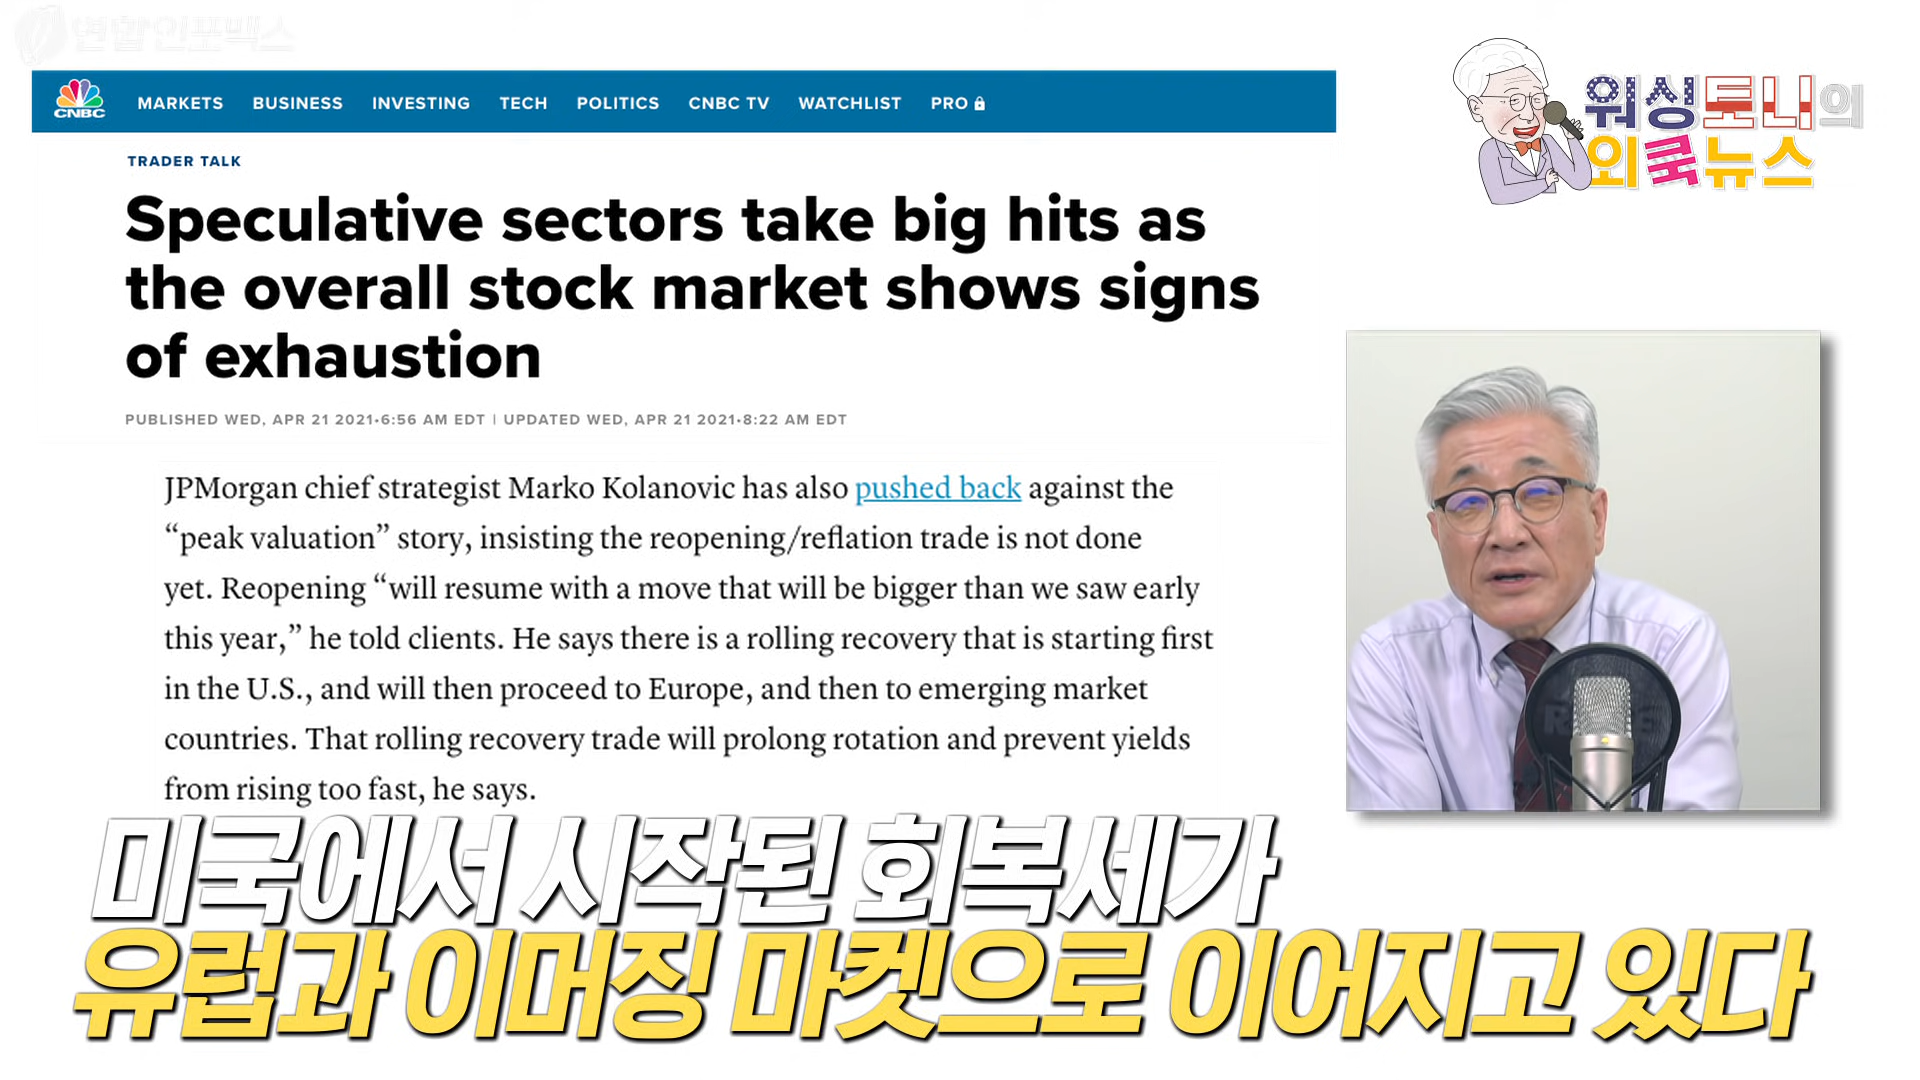 연합인포맥스
CNBC
MARKETS BUSINESS INVESTING TECH POLITICS CNBC TV WATCHLIST PRO
워싱토니의
외쿡뉴스
TRADER TALK
Speculative sectors take big hits as
the overall stock market shows signs
of exhaustion
PUBLISHED WED, APR 21 2021•6:56 AM EDT | UPDATED WED, APR 21 2021•8:22 AM EDT
JPMorgan chief strategist Marko Kolanovic has also pushed back against the
“peak valuation” story, insisting the reopening/reflation trade is not done
yet. Reopening “will resume with a move that will be bigger than we saw early
this year,” he told clients. He says there is a rolling recovery that is starting first
in the U.S., and will then proceed to Europe, and then to emerging market
countries. That rolling recovery trade will prolong rotation and prevent yields
from rising too fast, he says.
미국에서 시작된 회복세가
유럽과 이머징 마켓으로 이어지고 있다